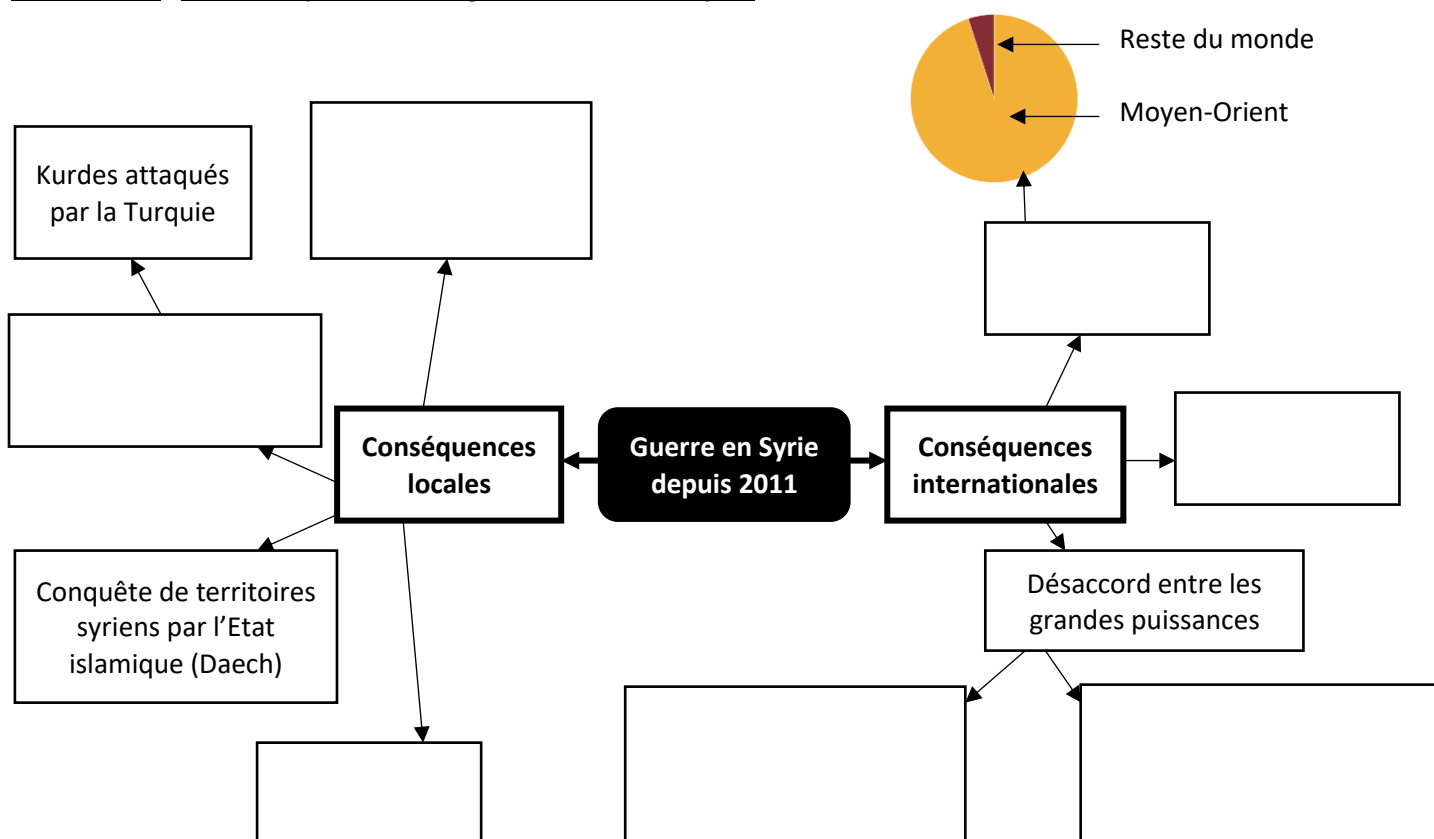 Reste du monde
Moyen-Orient
Kurdes attaqués
par la Turquie
Conséquences
locales
Guerre en Syrie
depuis 2011
Conséquences
internationales
Conquête de territoires
syriens par l’Etat
islamique (Daech)
Désaccord entre les
grandes puissances